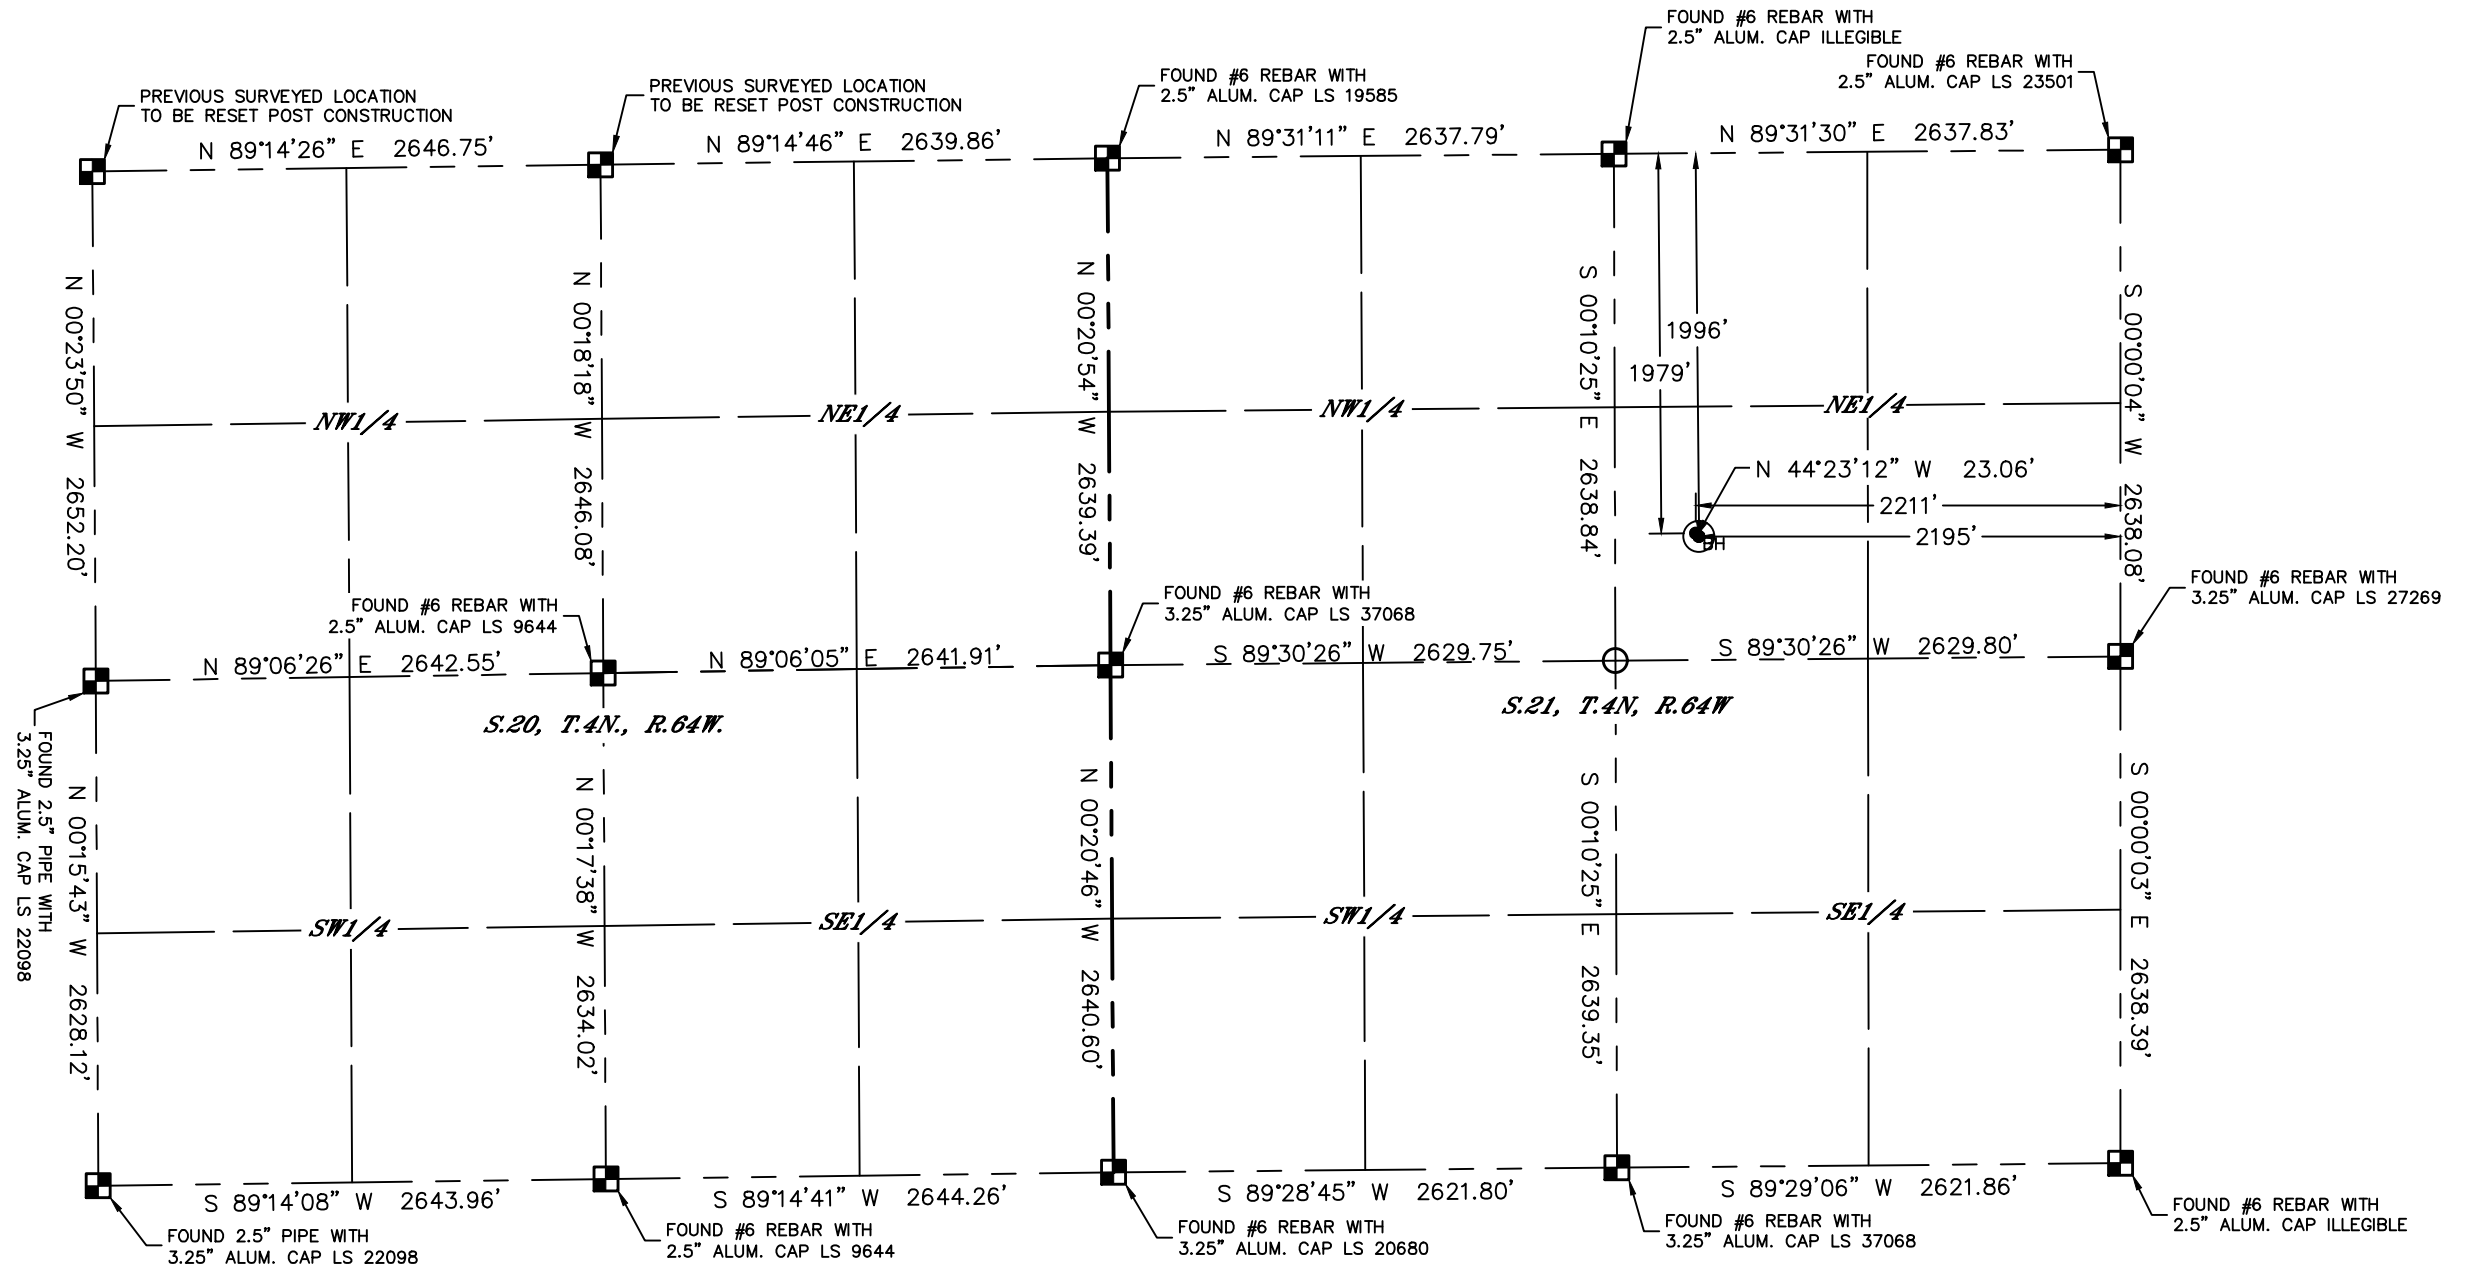 FOUND #6 REBAR WITH
2.5" ALUM. CAP ILLEGIBLE
FOUND #6 REBAR WITH
2.5" ALUM. CAP LS 23501
FOUND #6 REBAR WITH
2.5" ALUM. CAP LS 19585
PREVIOUS SURVEYED LOCATION
TO BE RESET POST CONSTRUCTION
PREVIOUS SURVEYED LOCATION
TO BE RESET POST CONSTRUCTION
N 89°14'26" E 2646.75'
N 89°14'46" E 2639.86'
N 89°31'11" E 2637.79'
N 89°31'30" E 2637.83'
N 00°23'50" W 2652.20'
N 00°18'18" W 2646.08'
N 00°20'54" W 2639.39'
S 00°10'25" E 2638.84'
S 00°00'04" W 2638.08'
1996'
1979'
NW1/4
NE1/4
NW1/4
NE1/4
N 44°23'12" W 23.06'
2211'
2195'
BH
FOUND #6 REBAR WITH
2.5" ALUM. CAP LS 9644
FOUND #6 REBAR WITH
3.25" ALUM. CAP LS 37068
FOUND #6 REBAR WITH
3.25" ALUM. CAP LS 27269
N 89°06'26" E 2642.55'
N 89°06'05" E 2641.91'
S 89°30'26" W 2629.75'
S 89°30'26" W 2629.80'
S.20, T.4N., R.64W.
S.21, T.4N, R.64W
FOUND 2.5" PIPE WITH
3.25" ALUM. CAP LS 22098
N 00°15'43" W 2628.12'
N 00°17'38" W 2634.02'
N 00°20'46" W 2640.60'
S 00°10'25" E 2639.35'
S 00°00'03" E 2638.39'
SW1/4
SE1/4
SW1/4
SE1/4
S 89°14'08" W 2643.96'
S 89°14'41" W 2644.26'
S 89°28'45" W 2621.80'
S 89°29'06" W 2621.86'
FOUND 2.5" PIPE WITH
3.25" ALUM. CAP LS 22098
FOUND #6 REBAR WITH
2.5" ALUM. CAP LS 9644
FOUND #6 REBAR WITH
3.25" ALUM. CAP LS 20680
FOUND #6 REBAR WITH
3.25" ALUM. CAP LS 37068
FOUND #6 REBAR WITH
2.5" ALUM. CAP ILLEGIBLE